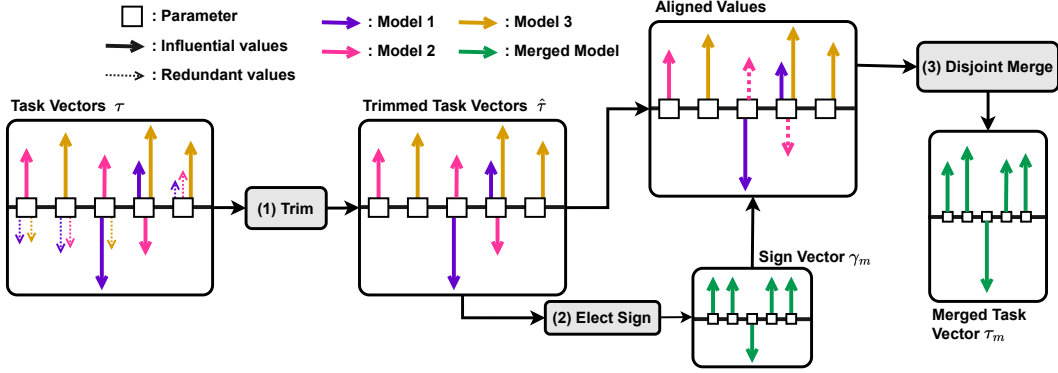 : Parameter
: Influential values
: Redundant values
: Model 1
: Model 2
: Model 3
: Merged Model
Aligned Values
Task Vectors τ
Trimmed Task Vectors τ̂
(1) Trim
(2) Elect Sign
Sign Vector γₘ
(3) Disjoint Merge
Merged Task
Vector τₘ